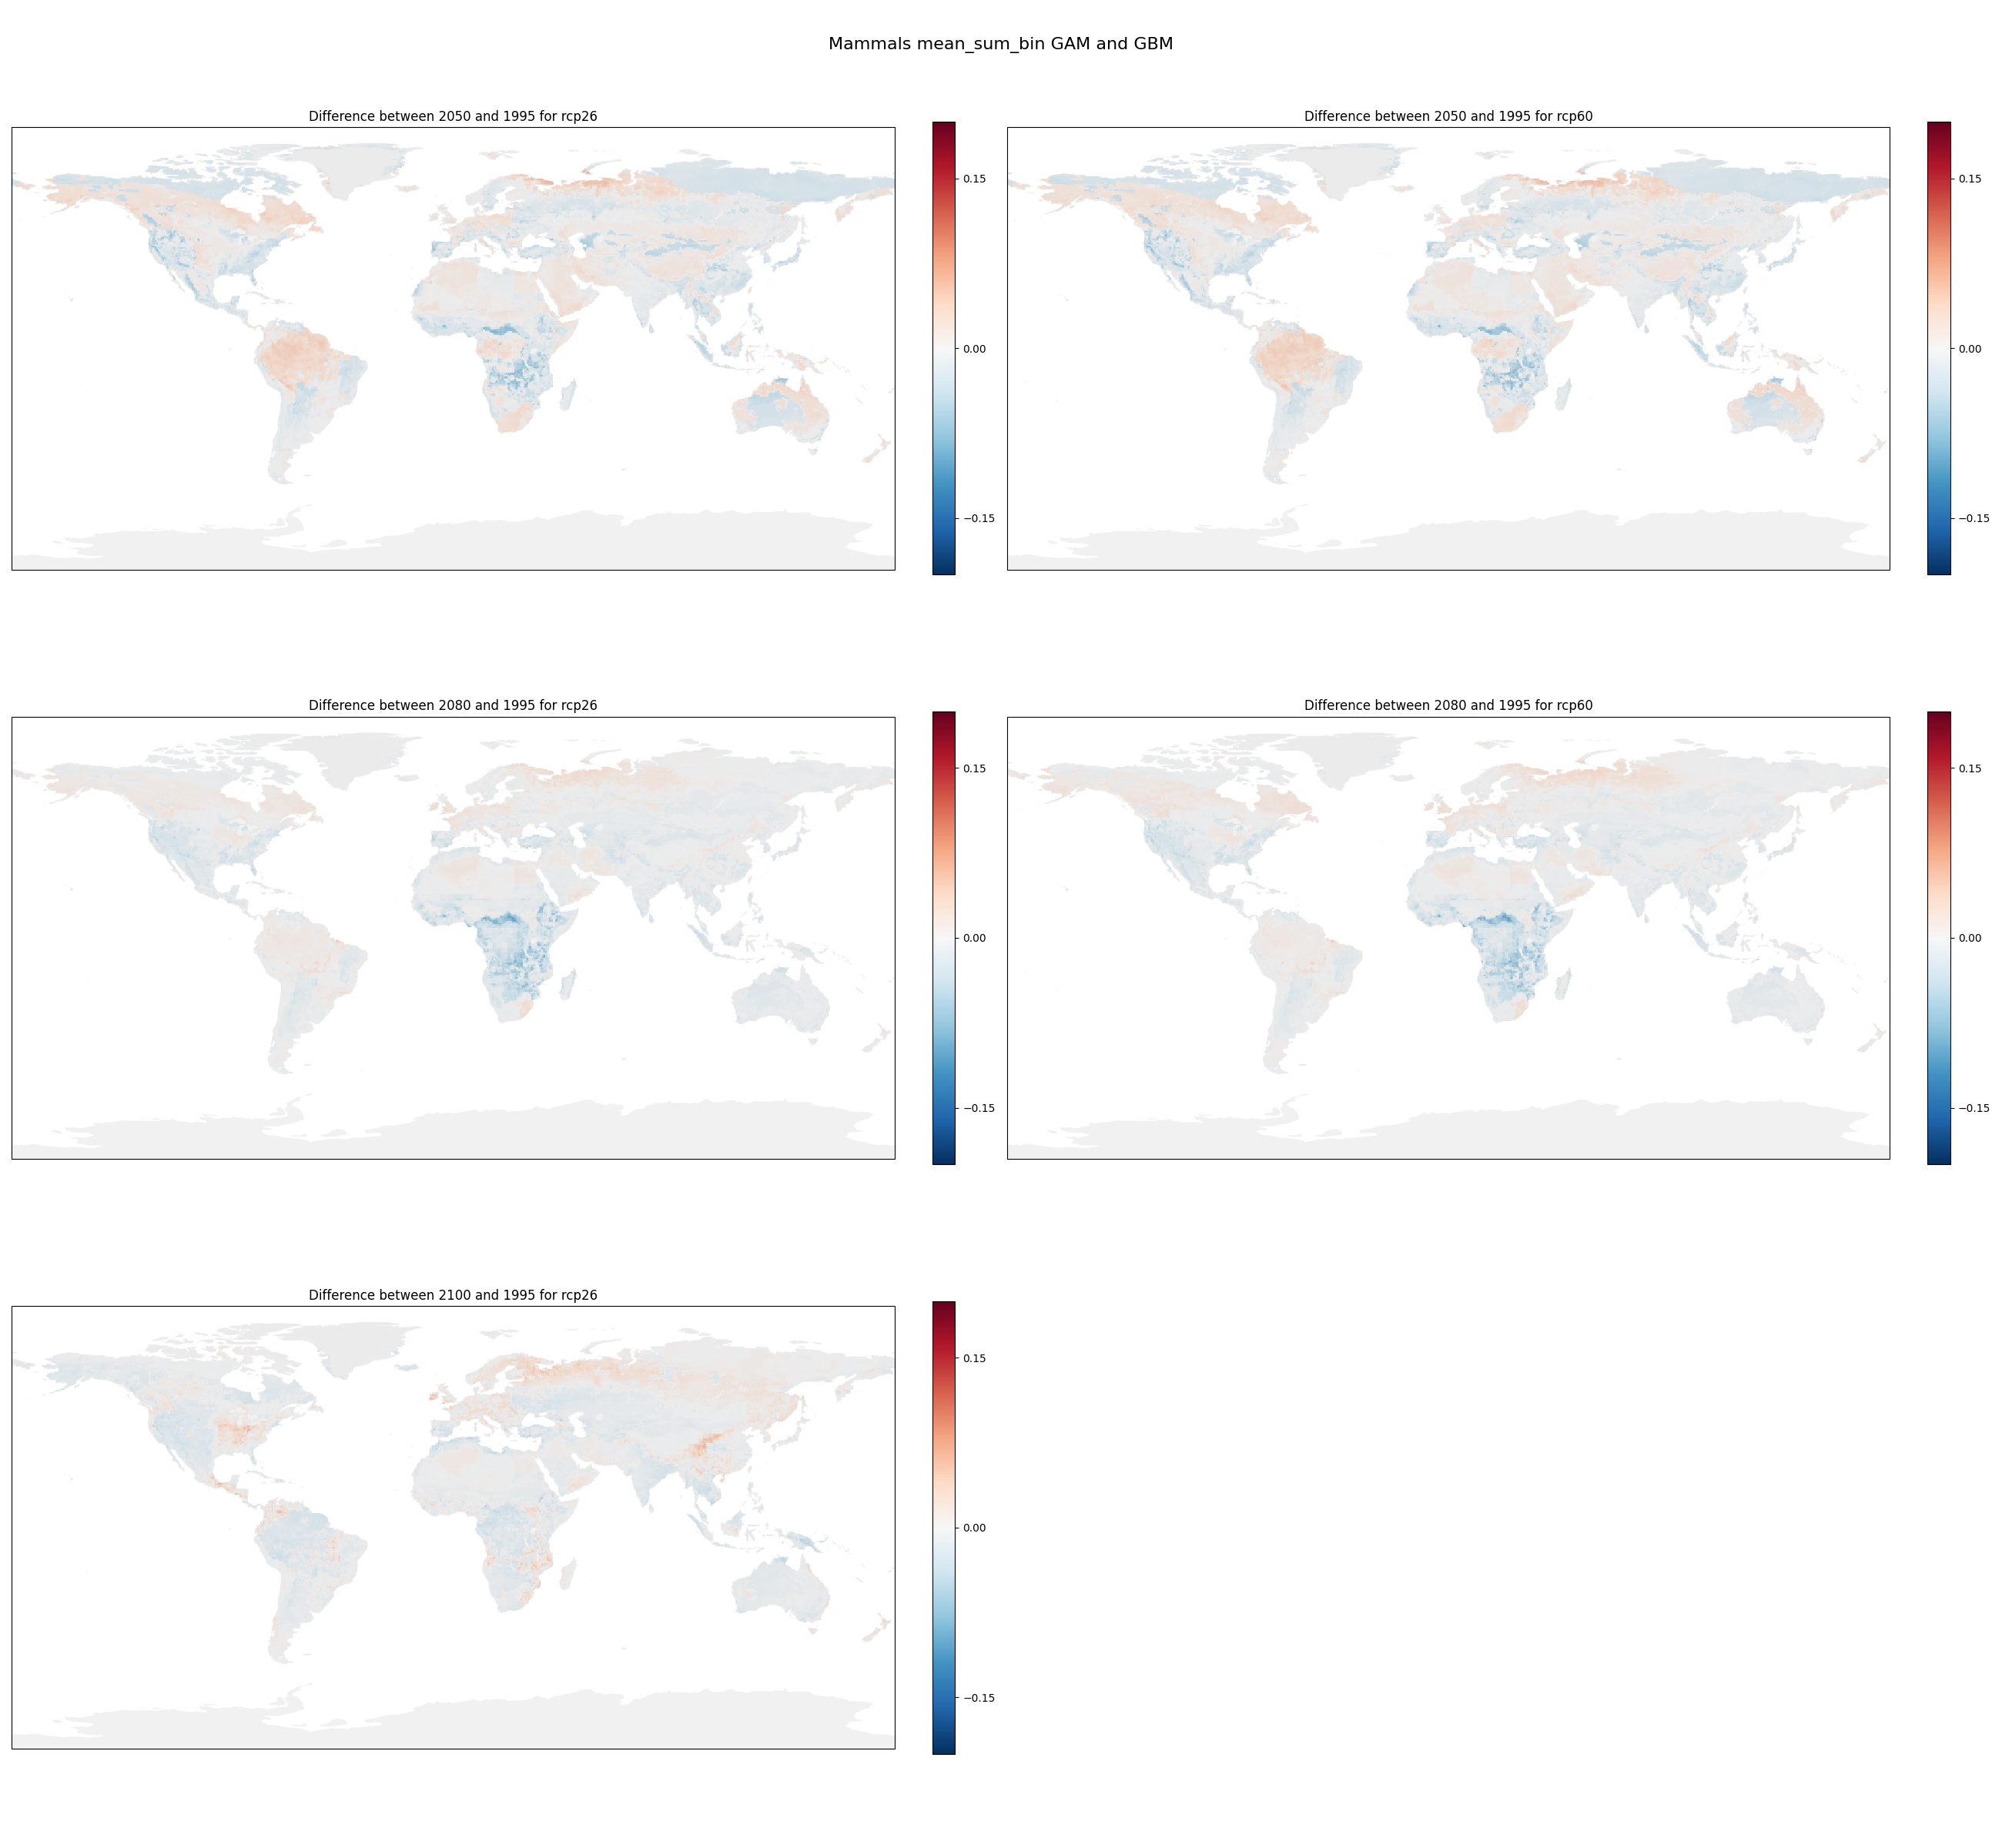 Mammals mean_sum_bin GAM and GBM
Difference between 2050 and 1995 for rcp26
0.15
0.00
−0.15
Difference between 2050 and 1995 for rcp60
0.15
0.00
−0.15
Difference between 2080 and 1995 for rcp26
0.15
0.00
−0.15
Difference between 2080 and 1995 for rcp60
0.15
0.00
−0.15
Difference between 2100 and 1995 for rcp26
0.15
0.00
−0.15